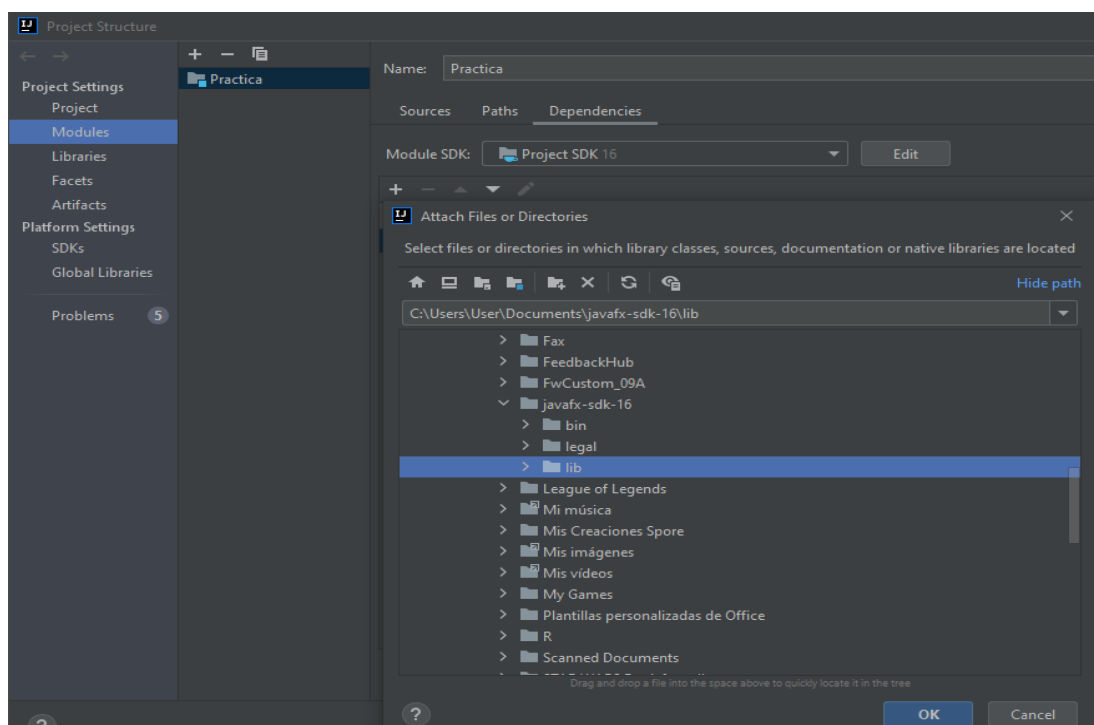 Project Structure
Project Settings
Project
Modules
Libraries
Facets
Artifacts
Platform Settings
SDKs
Global Libraries
Problems 5
Practica
Name: Practica
Sources Paths Dependencies
Module SDK: Project SDK 16 Edit
Attach Files or Directories
Select files or directories in which library classes, sources, documentation or native libraries are located
Hide path
C:\Users\User\Documents\javafx-sdk-16\lib
Fax
FeedbackHub
FwCustom_09A
javafx-sdk-16
bin
legal
lib
League of Legends
Mi música
Mis Creaciones Spore
Mis imágenes
Mis vídeos
My Games
Plantillas personalizadas de Office
R
Scanned Documents
Drag and drop a file into the space above to quickly locate it in the tree
? OK Cancel